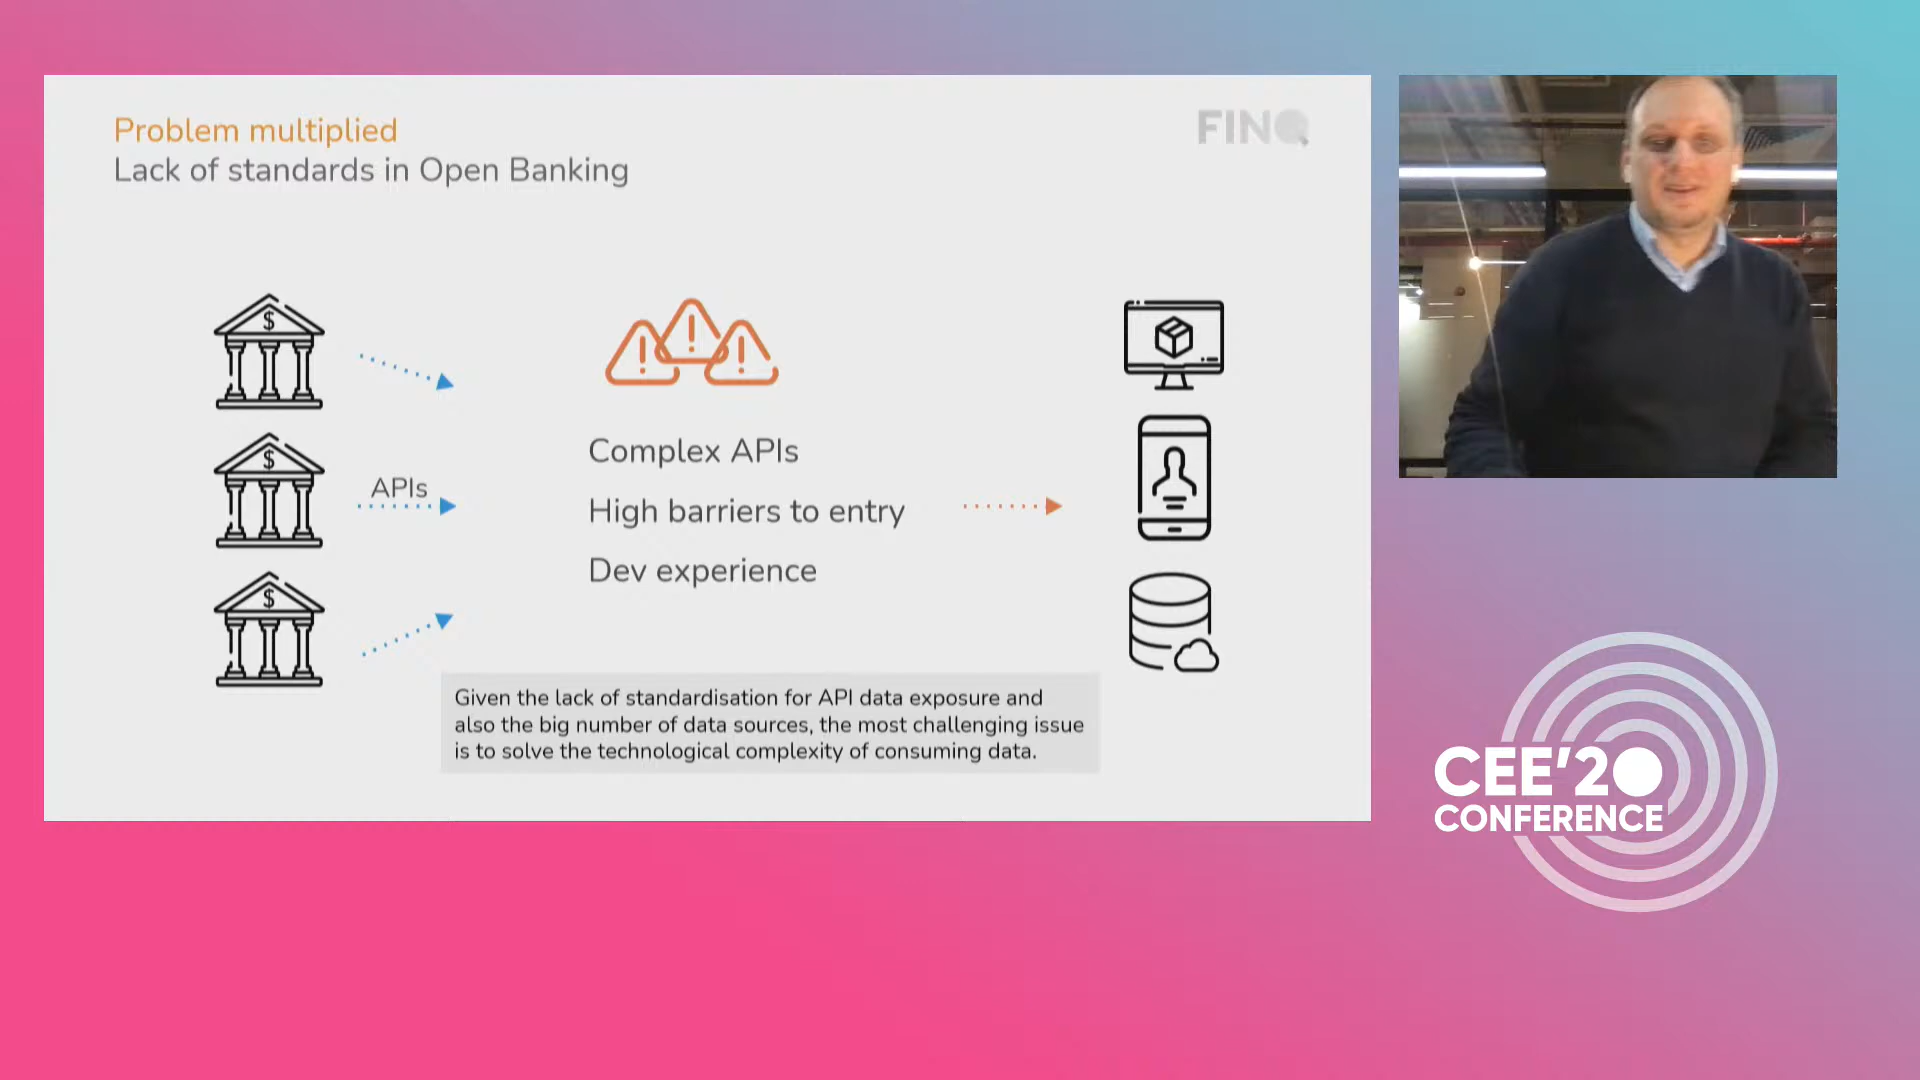 Problem multiplied
Lack of standards in Open Banking
FINQ
$
$
$
APIs
Complex APIs
High barriers to entry
Dev experience
Given the lack of standardisation for API data exposure and
also the big number of data sources, the most challenging issue
is to solve the technological complexity of consuming data.
CEE'20
CONFERENCE